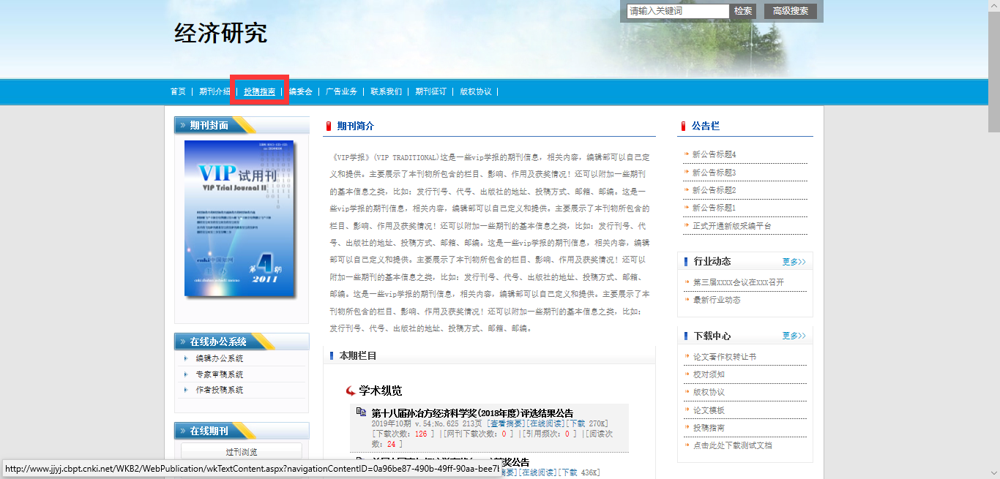 请输入关键词 检索 高级搜索
经济研究
首页 | 期刊介绍 | 投稿指南 | 编委会 | 广告业务 | 联系我们 | 期刊征订 | 版权协议 |
期刊封面
VIP试用刊
VIP Trial Journal II
cnki中国知网
主办
第4期
2011
在线办公系统
编辑办公系统
专家审稿系统
作者投稿系统
在线期刊
过刊浏览
期刊简介
《VIP学报》(VIP TRADITIONAL)这是一些vip学报的期刊信息，相关内容，编辑部可以自己定
义和提供。主要展示了本刊物所包含的栏目、影响、作用及获奖情况！还可以附加一些期刊
的基本信息之类，比如：发行刊号、代号、出版社的地址、投稿方式、邮箱、邮编。这是一
些vip学报的期刊信息，相关内容，编辑部可以自己定义和提供。主要展示了本刊物所包含的
栏目、影响、作用及获奖情况！还可以附加一些期刊的基本信息之类，比如：发行刊号、代
号、出版社的地址、投稿方式、邮箱、邮编。这是一些vip学报的期刊信息，相关内容，编辑
部可以自己定义和提供。主要展示了本刊物所包含的栏目、影响、作用及获奖情况！还可以
附加一些期刊的基本信息之类，比如：发行刊号、代号、出版社的地址、投稿方式、邮箱、
邮编。这是一些vip学报的期刊信息，相关内容，编辑部可以自己定义和提供。主要展示了本
刊物所包含的栏目、影响、作用及获奖情况！还可以附加一些期刊的基本信息之类，比如：
发行刊号、代号、出版社的地址、投稿方式、邮箱、邮编。
本期栏目
学术纵览
第十八届孙冶方经济科学奖(2018年度)评选结果公告
2019年10期 v.54;No.625 213页 [查看摘要][在线阅读][下载 270K]
[下载次数：126 ] |[网刊下载次数：0 ] |[引用频次：0 ] |[阅读次
数：24 ]
获奖公告
摘要][在线阅读][下载 436K]
公告栏
新公告标题4
新公告标题3
新公告标题2
新公告标题1
正式开通新版采编平台
行业动态 更多>>
第三届xxxx会议在xxx召开
最新行业动态
下载中心 更多>>
论文著作权转让书
校对须知
版权协议
论文模板
投稿指南
点击此处下载测试文档
http://www.jjyj.cbpt.cnki.net/WKB2/WebPublication/wkTextContent.aspx?navigationContentID=0a96be87-490b-49ff-90aa-bee7